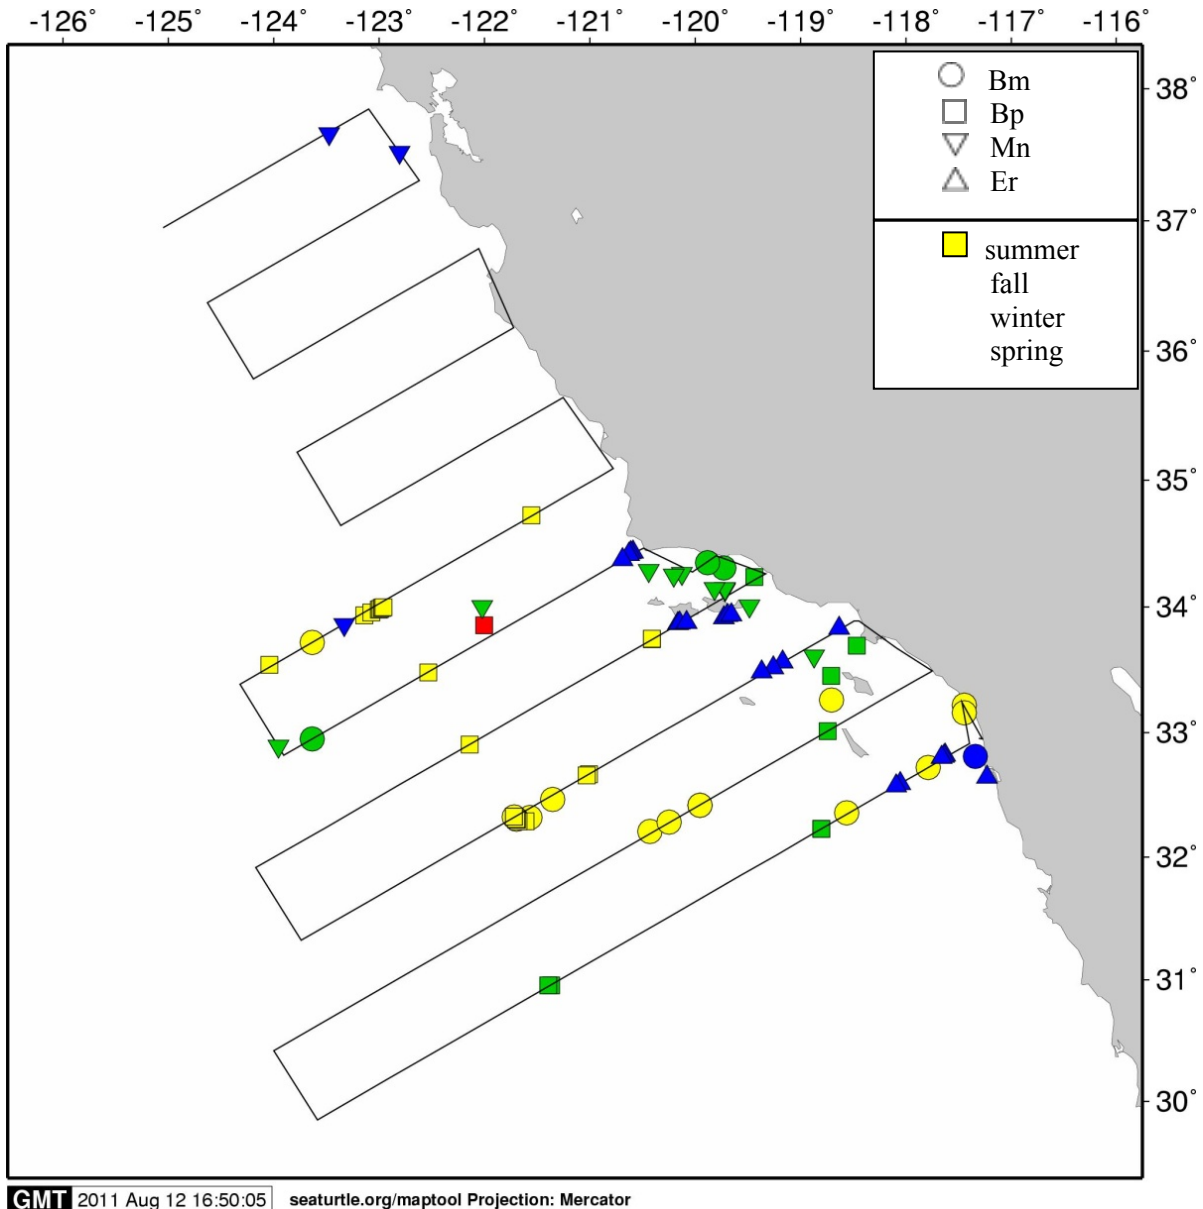 -126° -125° -124° -123° -122° -121° -120° -119° -118° -117° -116°
Bm
Bp
Mn
Er
summer
fall
winter
spring
38°
37°
36°
35°
34°
33°
32°
31°
30°
GMT 2011 Aug 12 16:50:05 seaturtle.org/maptool Projection: Mercator